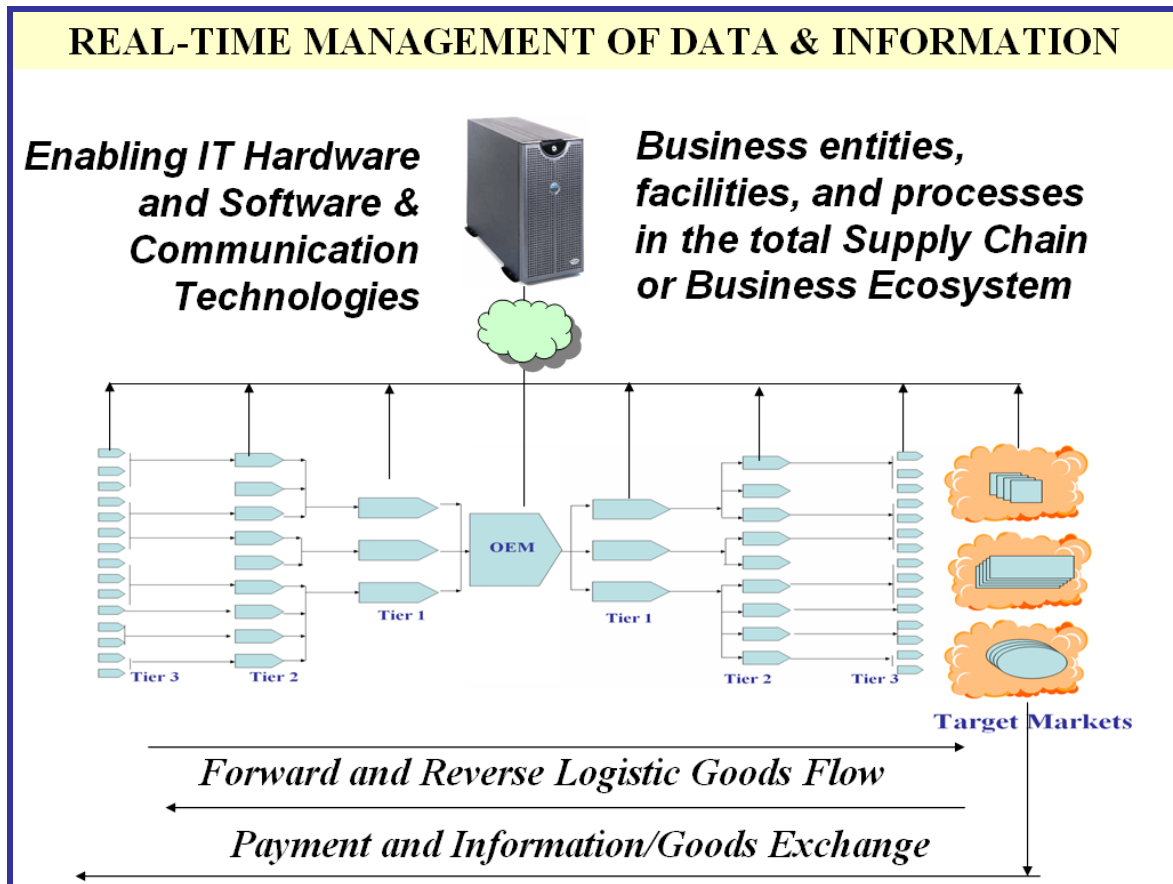 REAL-TIME MANAGEMENT OF DATA & INFORMATION
Enabling IT Hardware
and Software &
Communication
Technologies
Business entities,
facilities, and processes
in the total Supply Chain
or Business Ecosystem
OEM
Tier 1
Tier 1
Tier 3
Tier 2
Tier 2
Tier 3
Target Markets
Forward and Reverse Logistic Goods Flow
Payment and Information/Goods Exchange